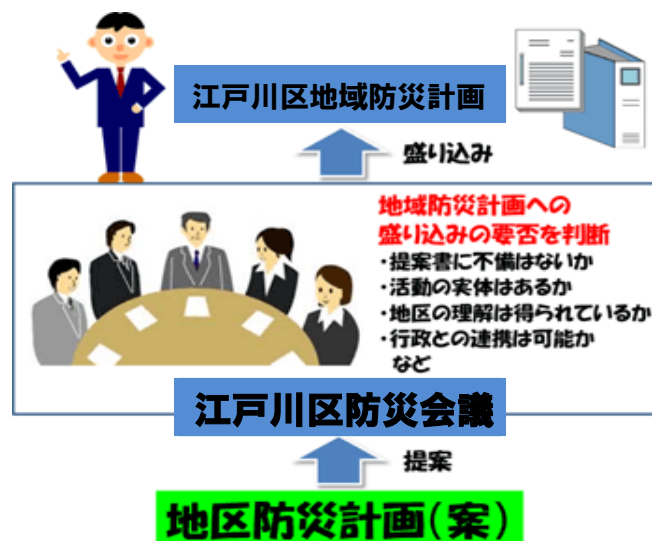 江戸川区地域防災計画
盛り込み
地域防災計画への
盛り込みの要否を判断
・提案書に不備はないか
・活動の実体はあるか
・地区の理解は得られているか
・行政との連携は可能か
など
江戸川区防災会議
提案
地区防災計画(案)